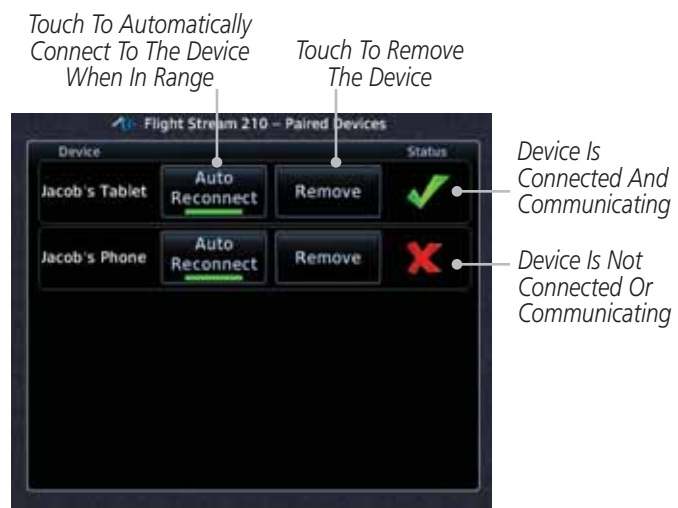 Touch To Automatically
Connect To The Device
When In Range
Touch To Remove
The Device
Flight Stream 210 – Paired Devices
Device
Status
Jacob's Tablet
Auto
Reconnect
Remove
Device Is
Connected And
Communicating
Jacob's Phone
Auto
Reconnect
Remove
Device Is Not
Connected Or
Communicating